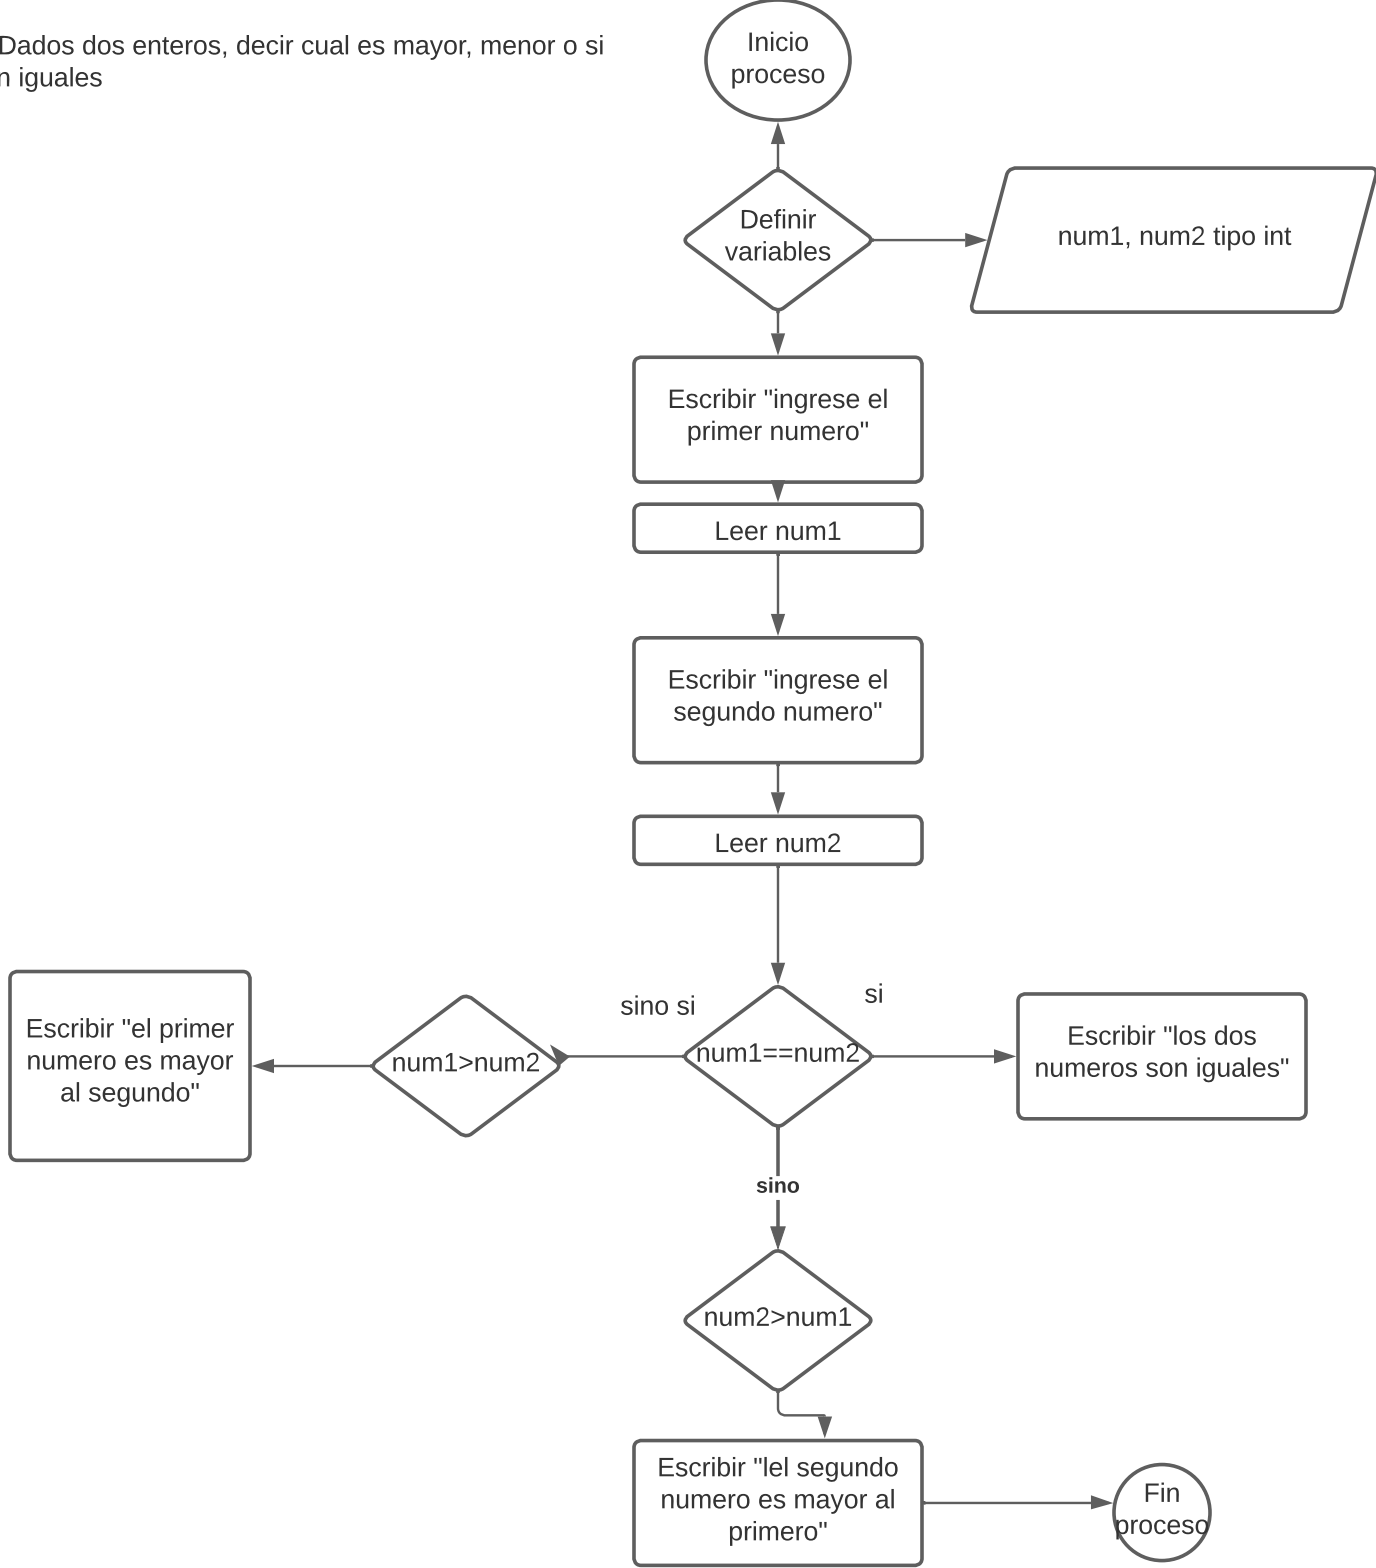 Dados dos enteros, decir cual es mayor, menor o si
n iguales
Inicio
proceso
Definir
variables
num1, num2 tipo int
Escribir "ingrese el
primer numero"
Leer num1
Escribir "ingrese el
segundo numero"
Leer num2
sino si
si
num1==num2
Escribir "los dos
numeros son iguales"
num1>num2
Escribir "el primer
numero es mayor
al segundo"
sino
num2>num1
Escribir "lel segundo
numero es mayor al
primero"
Fin
proceso